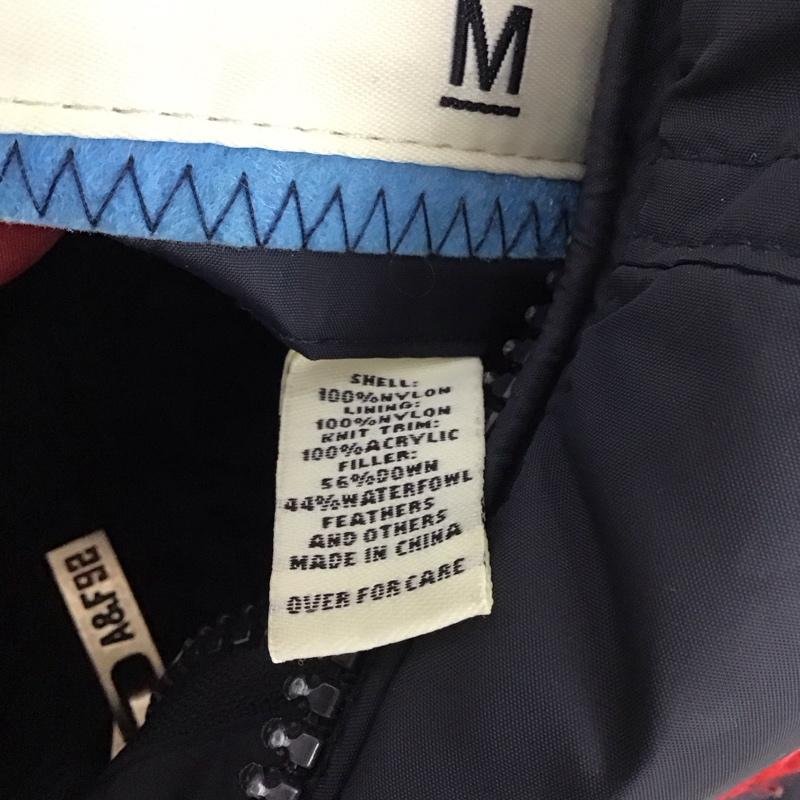 M
SHELL:
100%NYLON
LINING:
100%NYLON
KNIT TRIM:
100%ACRYLIC
FILLER:
56%DOWN
44%WATERFOWL
FEATHERS
AND OTHERS
MADE IN CHINA
OVER FOR CARE
A&F92